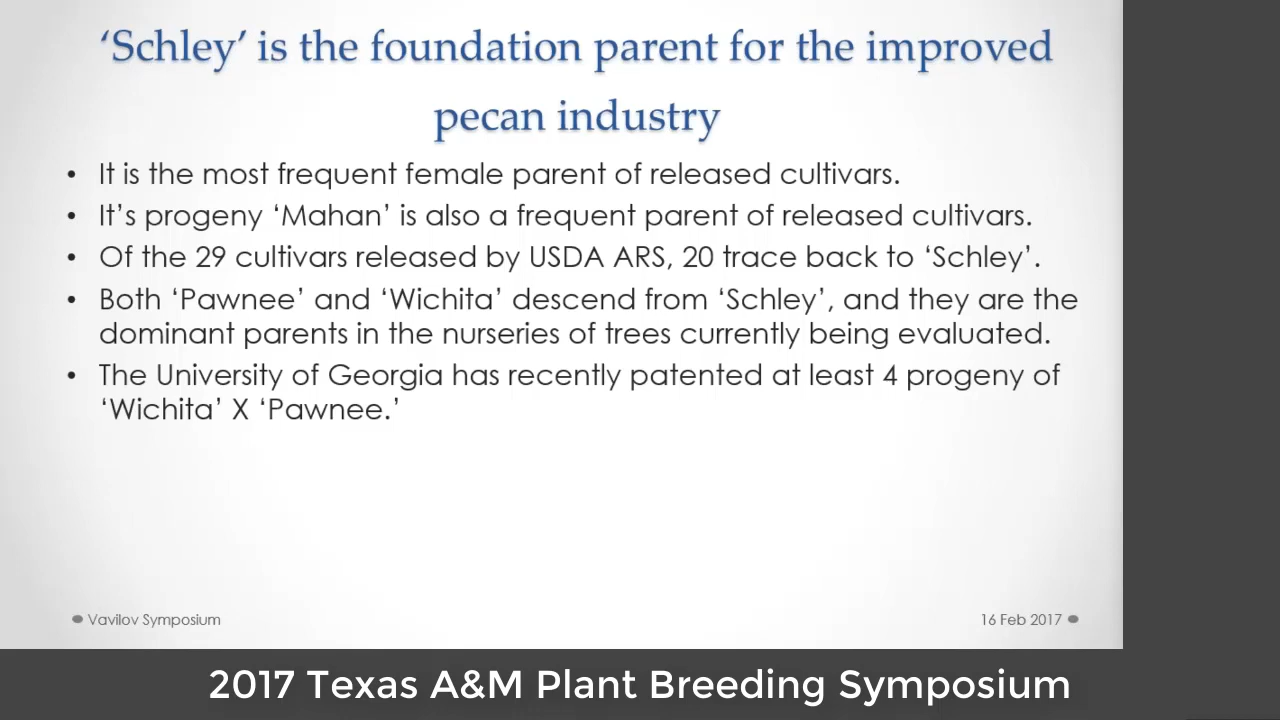 ‘Schley’ is the foundation parent for the improved
pecan industry
• It is the most frequent female parent of released cultivars.
• It’s progeny ‘Mahan’ is also a frequent parent of released cultivars.
• Of the 29 cultivars released by USDA ARS, 20 trace back to ‘Schley’.
• Both ‘Pawnee’ and ‘Wichita’ descend from ‘Schley’, and they are the
dominant parents in the nurseries of trees currently being evaluated.
• The University of Georgia has recently patented at least 4 progeny of
‘Wichita’ X ‘Pawnee.’
Vavilov Symposium
16 Feb 2017
2017 Texas A&M Plant Breeding Symposium